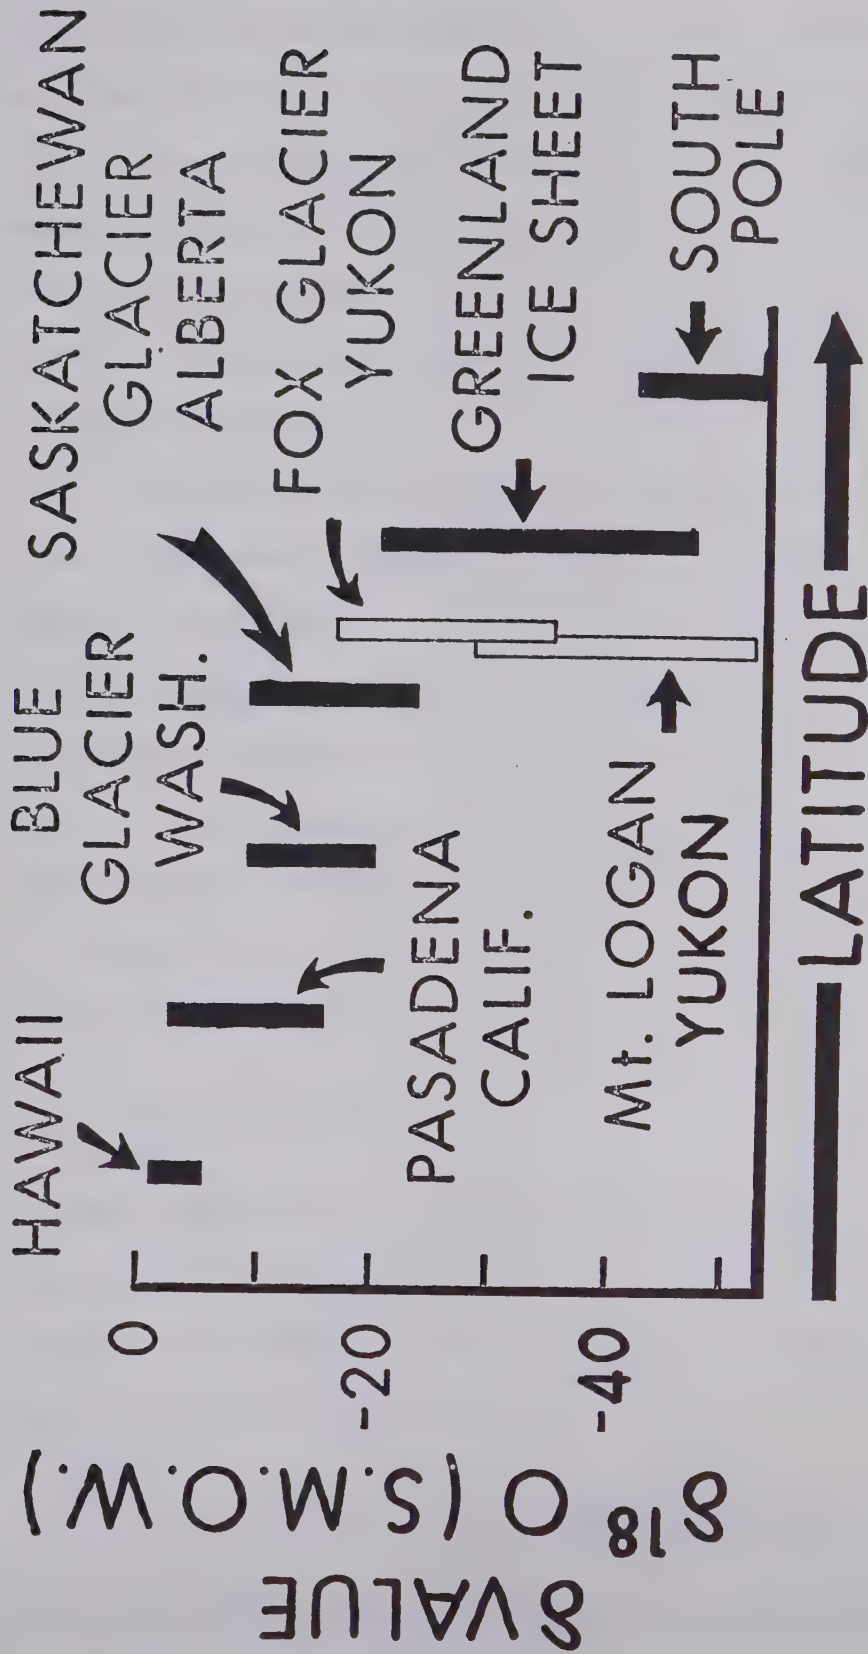 HAWAII
BLUE
GLACIER
WASH.
SASKATCHEWAN
GLACIER
ALBERTA
FOX GLACIER
YUKON
GREENLAND
ICE SHEET
SOUTH
POLE
PASADENA
CALIF.
Mt. LOGAN
YUKON
0
-20
-40
δ VALUE
δ18 O (S.M.O.W.)
LATITUDE